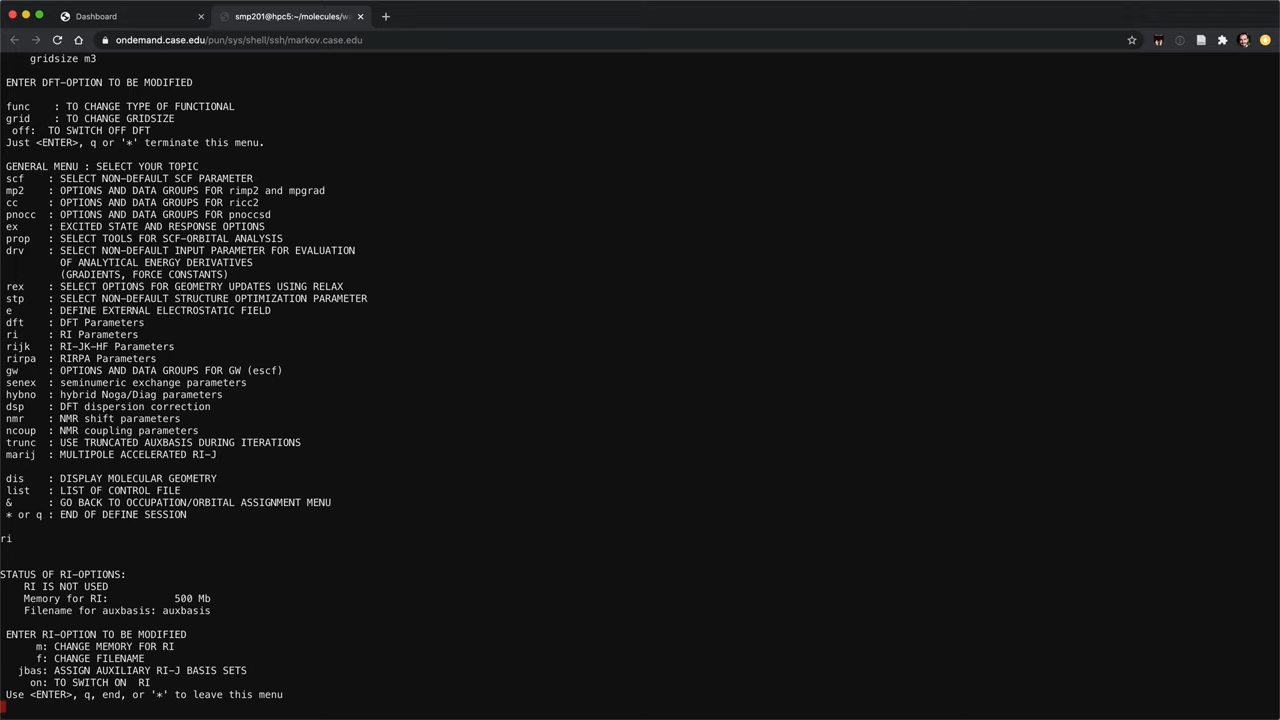 Dashboard
smp201@hpc5:~/molecules/wa
ondemand.case.edu/pun/sys/shell/ssh/markov.case.edu
gridsize m3
ENTER DFT-OPTION TO BE MODIFIED
func    : TO CHANGE TYPE OF FUNCTIONAL
grid    : TO CHANGE GRIDSIZE
off:  TO SWITCH OFF DFT
Just <ENTER>, q or '*' terminate this menu.
GENERAL MENU : SELECT YOUR TOPIC
scf    : SELECT NON-DEFAULT SCF PARAMETER
mp2    : OPTIONS AND DATA GROUPS FOR rimp2 and mpgrad
cc     : OPTIONS AND DATA GROUPS FOR ricc2
pnocc  : OPTIONS AND DATA GROUPS FOR pnoccsd
ex     : EXCITED STATE AND RESPONSE OPTIONS
prop   : SELECT TOOLS FOR SCF-ORBITAL ANALYSIS
drv    : SELECT NON-DEFAULT INPUT PARAMETER FOR EVALUATION
OF ANALYTICAL ENERGY DERIVATIVES
(GRADIENTS, FORCE CONSTANTS)
rex    : SELECT OPTIONS FOR GEOMETRY UPDATES USING RELAX
stp    : SELECT NON-DEFAULT STRUCTURE OPTIMIZATION PARAMETER
e      : DEFINE EXTERNAL ELECTROSTATIC FIELD
dft    : DFT Parameters
ri     : RI Parameters
rijk   : RI-JK-HF Parameters
rirpa  : RIRPA Parameters
gw     : OPTIONS AND DATA GROUPS FOR GW (escf)
senex  : seminumeric exchange parameters
hybno  : hybrid Noga/Diag parameters
dsp    : DFT dispersion correction
nmr    : NMR shift parameters
ncoup  : NMR coupling parameters
trunc  : USE TRUNCATED AUXBASIS DURING ITERATIONS
marij  : MULTIPOLE ACCELERATED RI-J
dis    : DISPLAY MOLECULAR GEOMETRY
list   : LIST OF CONTROL FILE
&      : GO BACK TO OCCUPATION/ORBITAL ASSIGNMENT MENU
* or q : END OF DEFINE SESSION
ri
STATUS OF RI-OPTIONS:
RI IS NOT USED
Memory for RI:           500 Mb
Filename for auxbasis: auxbasis
ENTER RI-OPTION TO BE MODIFIED
m: CHANGE MEMORY FOR RI
f: CHANGE FILENAME
jbas: ASSIGN AUXILIARY RI-J BASIS SETS
on: TO SWITCH ON  RI
Use <ENTER>, q, end, or '*' to leave this menu